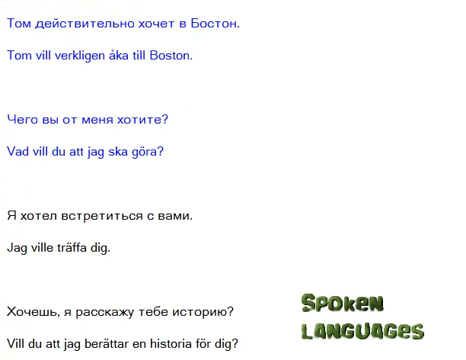 Том действительно хочет в Бостон.
Tom vill verkligen åka till Boston.
Чего вы от меня хотите?
Vad vill du att jag ska göra?
Я хотел встретиться с вами.
Jag ville träffa dig.
Хочешь, я расскажу тебе историю?
Vill du att jag berättar en historia för dig?
Spoken
Languages